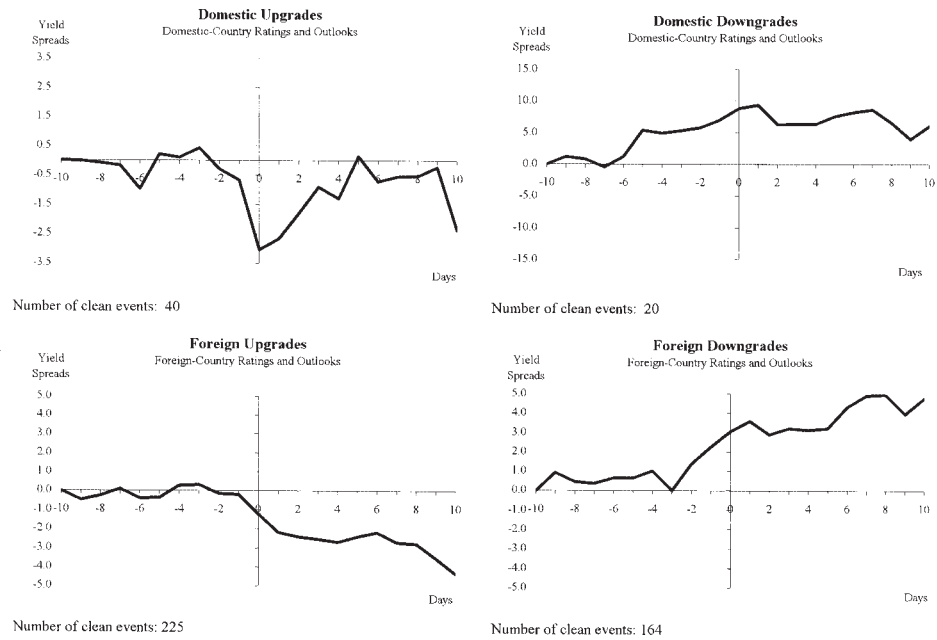 Domestic Upgrades
Domestic-Country Ratings and Outlooks
Yield
Spreads
3.5
2.5
1.5
0.5
-0.5
-1.5
-2.5
-3.5
-10 -8 -6 -4 -2 0 2 4 6 8 10
Days
Number of clean events: 40
Domestic Downgrades
Domestic-Country Ratings and Outlooks
Yield
Spreads
15.0
10.0
5.0
0.0
-5.0
-10.0
-15.0
-10 -8 -6 -4 -2 0 2 4 6 8 10
Days
Number of clean events: 20
Foreign Upgrades
Foreign-Country Ratings and Outlooks
Yield
Spreads
5.0
4.0
3.0
2.0
1.0
0.0
-1.0
-2.0
-3.0
-4.0
-5.0
-10 -8 -6 -4 -2 0 2 4 6 8 10
Days
Number of clean events: 225
Foreign Downgrades
Foreign-Country Ratings and Outlooks
Yield
Spreads
5.0
4.0
3.0
2.0
1.0
0.0
-1.0
-2.0
-3.0
-4.0
-5.0
-10 -8 -6 -4 -2 0 2 4 6 8 10
Days
Number of clean events: 164